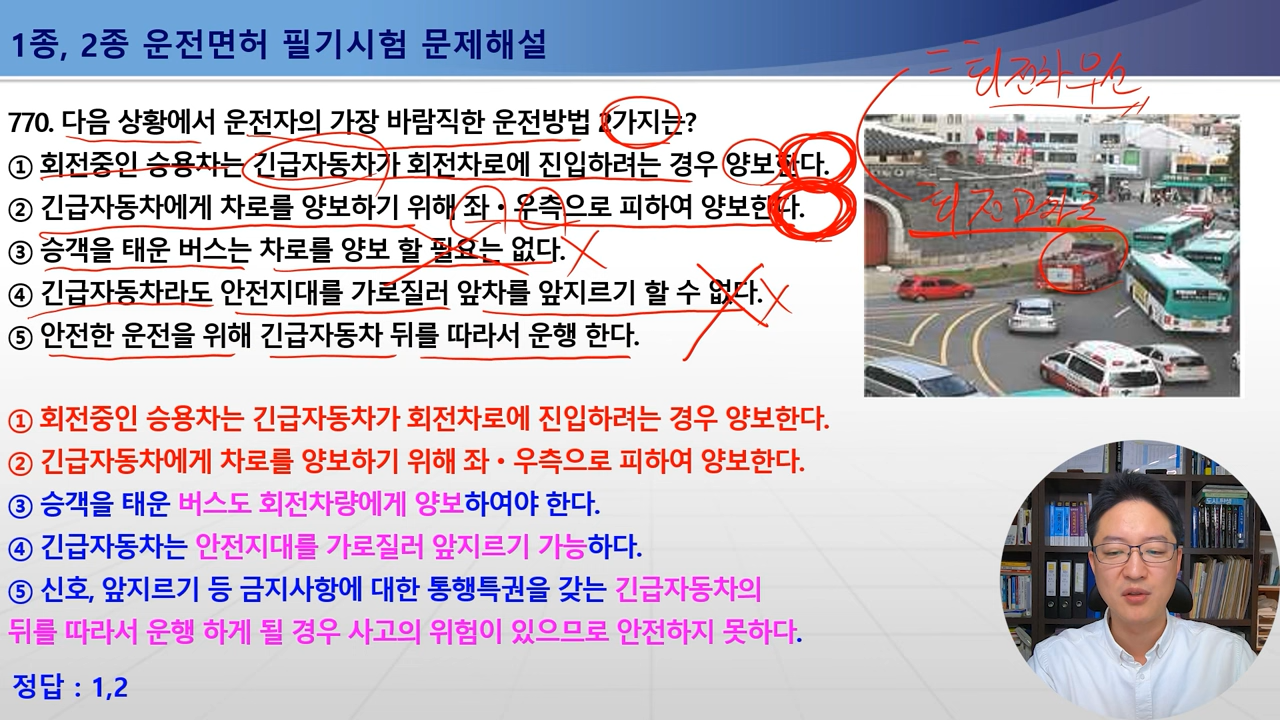 1종, 2종 운전면허 필기시험 문제해설
= 회전차 우선
770. 다음 상황에서 운전자의 가장 바람직한 운전방법 2가지는?
① 회전중인 승용차는 긴급자동차가 회전차로에 진입하려는 경우 양보한다.
② 긴급자동차에게 차로를 양보하기 위해 좌·우측으로 피하여 양보한다.
회전교차로
③ 승객을 태운 버스는 차로를 양보 할 필요는 없다.
④ 긴급자동차라도 안전지대를 가로질러 앞차를 앞지르기 할 수 없다.
⑤ 안전한 운전을 위해 긴급자동차 뒤를 따라서 운행 한다.
① 회전중인 승용차는 긴급자동차가 회전차로에 진입하려는 경우 양보한다.
② 긴급자동차에게 차로를 양보하기 위해 좌·우측으로 피하여 양보한다.
③ 승객을 태운 버스도 회전차량에게 양보하여야 한다.
④ 긴급자동차는 안전지대를 가로질러 앞지르기 가능하다.
⑤ 신호, 앞지르기 등 금지사항에 대한 통행특권을 갖는 긴급자동차의
뒤를 따라서 운행 하게 될 경우 사고의 위험이 있으므로 안전하지 못하다.
정답 : 1,2